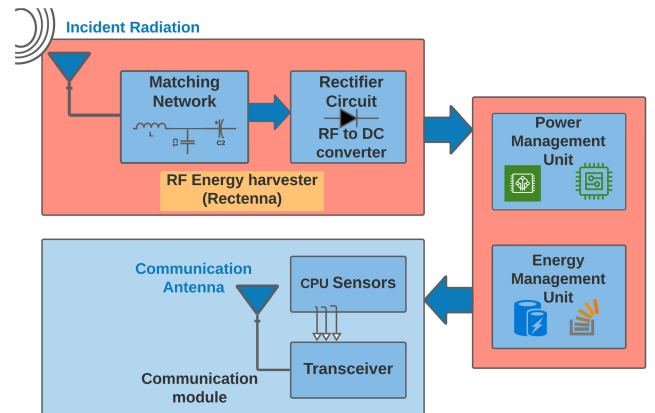 Incident Radiation
Matching
Network
L
C2
Rectifier
Circuit
RF to DC
converter
RF Energy harvester
(Rectenna)
Power
Management
Unit
Energy
Management
Unit
Communication
Antenna
CPU Sensors
Transceiver
Communication
module